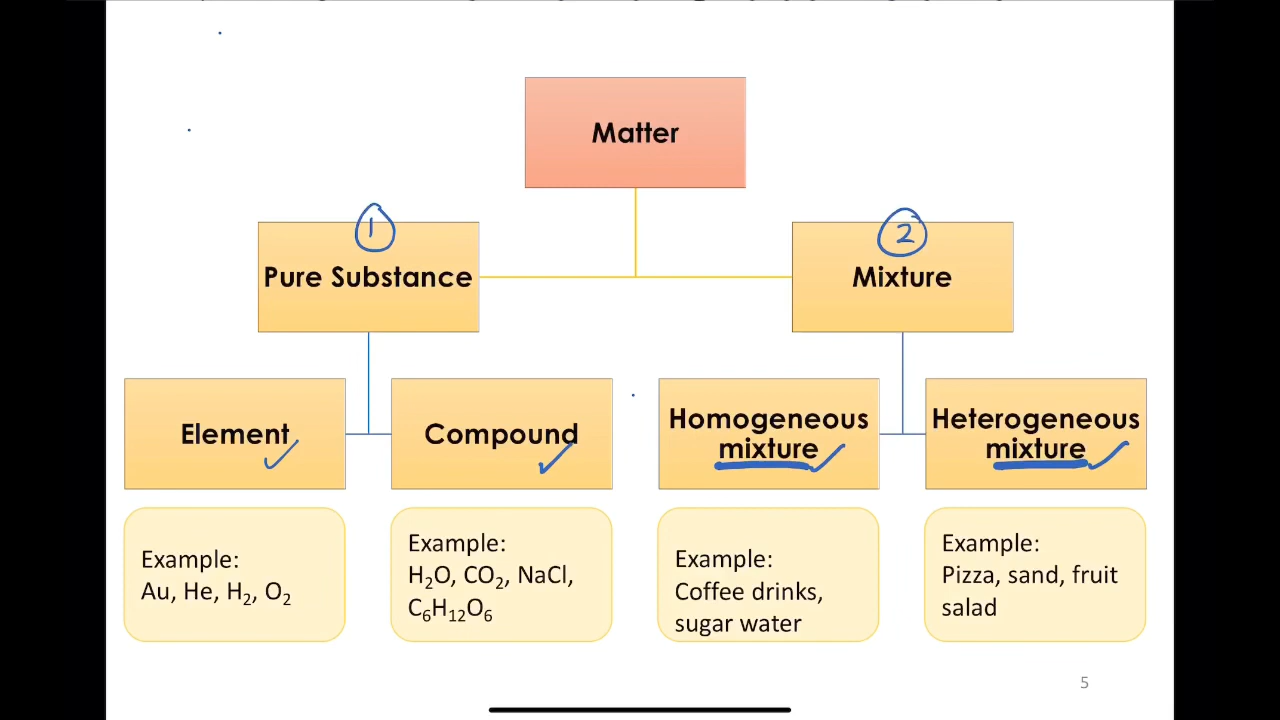 Matter
1
2
Pure Substance
Mixture
Element
Compound
Homogeneous
mixture
Heterogeneous
mixture
Example:
Au, He, H₂, O₂
Example:
H₂O, CO₂, NaCl,
C₆H₁₂O₆
Example:
Coffee drinks,
sugar water
Example:
Pizza, sand, fruit
salad
5